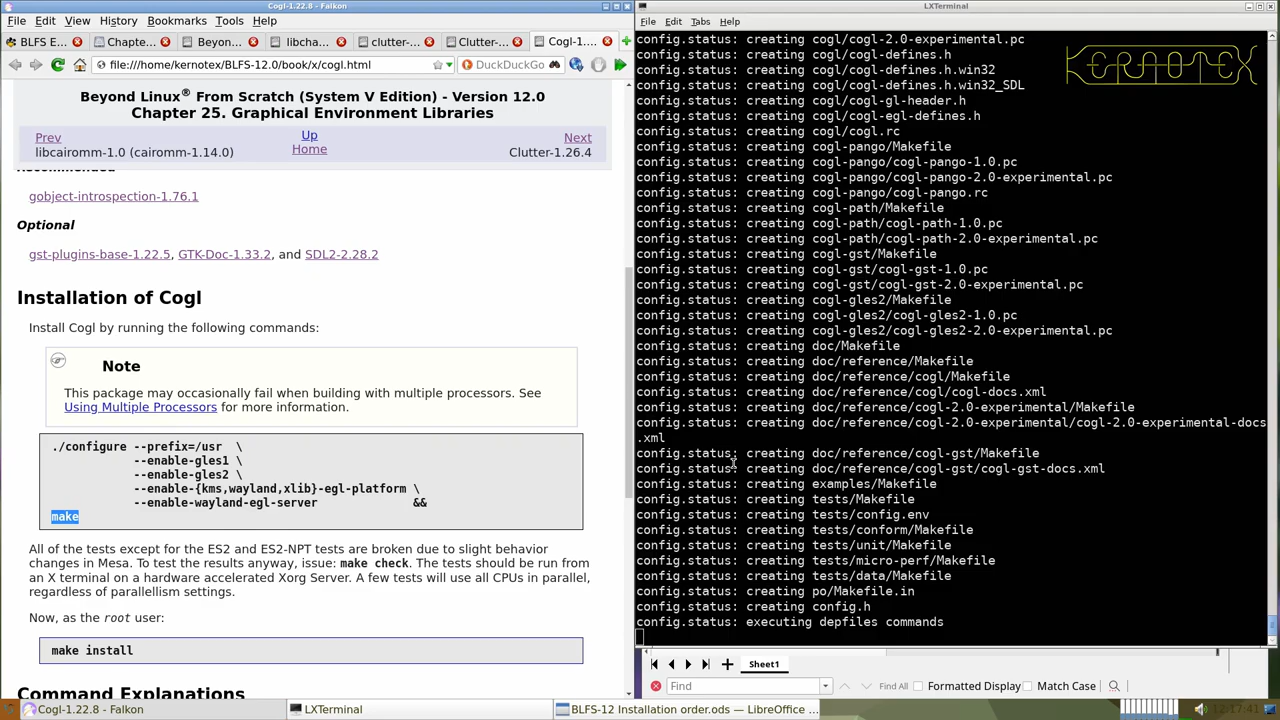 Cogl-1.22.8 - Falkon
File Edit View History Bookmarks Tools Help
BLFS E...
Chapte...
Beyon...
libcha...
clutter-...
Clutter-...
Cogl-1....
file:///home/kernotex/BLFS-12.0/book/x/cogl.html
DuckDuckGo
Beyond Linux® From Scratch (System V Edition) - Version 12.0
Chapter 25. Graphical Environment Libraries
Prev Up Next
libcairomm-1.0 (cairomm-1.14.0) Home Clutter-1.26.4
Recommended
gobject-introspection-1.76.1
Optional
gst-plugins-base-1.22.5, GTK-Doc-1.33.2, and SDL2-2.28.2
Installation of Cogl
Install Cogl by running the following commands:
Note
This package may occasionally fail when building with multiple processors. See
Using Multiple Processors for more information.
./configure --prefix=/usr \
--enable-gles1 \
--enable-gles2 \
--enable-{kms,wayland,xlib}-egl-platform \
--enable-wayland-egl-server &&
make
All of the tests except for the ES2 and ES2-NPT tests are broken due to slight behavior
changes in Mesa. To test the results anyway, issue: make check. The tests should be run from
an X terminal on a hardware accelerated Xorg Server. A few tests will use all CPUs in parallel,
regardless of parallellism settings.
Now, as the root user:
make install
Command Explanations
LXTerminal
File Edit Tabs Help
KERNOTEX
config.status: creating cogl/cogl-2.0-experimental.pc
config.status: creating cogl/cogl-defines.h
config.status: creating cogl/cogl-defines.h.win32
config.status: creating cogl/cogl-defines.h.win32_SDL
config.status: creating cogl/cogl-gl-header.h
config.status: creating cogl/cogl-egl-defines.h
config.status: creating cogl/cogl.rc
config.status: creating cogl-pango/Makefile
config.status: creating cogl-pango/cogl-pango-1.0.pc
config.status: creating cogl-pango/cogl-pango-2.0-experimental.pc
config.status: creating cogl-pango/cogl-pango.rc
config.status: creating cogl-path/Makefile
config.status: creating cogl-path/cogl-path-1.0.pc
config.status: creating cogl-path/cogl-path-2.0-experimental.pc
config.status: creating cogl-gst/Makefile
config.status: creating cogl-gst/cogl-gst-1.0.pc
config.status: creating cogl-gst/cogl-gst-2.0-experimental.pc
config.status: creating cogl-gles2/Makefile
config.status: creating cogl-gles2/cogl-gles2-1.0.pc
config.status: creating cogl-gles2/cogl-gles2-2.0-experimental.pc
config.status: creating doc/Makefile
config.status: creating doc/reference/Makefile
config.status: creating doc/reference/cogl/Makefile
config.status: creating doc/reference/cogl/cogl-docs.xml
config.status: creating doc/reference/cogl-2.0-experimental/Makefile
config.status: creating doc/reference/cogl-2.0-experimental/cogl-2.0-experimental-docs
.xml
config.status: creating doc/reference/cogl-gst/Makefile
config.status: creating doc/reference/cogl-gst/cogl-gst-docs.xml
config.status: creating examples/Makefile
config.status: creating tests/Makefile
config.status: creating tests/config.env
config.status: creating tests/conform/Makefile
config.status: creating tests/unit/Makefile
config.status: creating tests/micro-perf/Makefile
config.status: creating tests/data/Makefile
config.status: creating po/Makefile.in
config.status: creating config.h
config.status: executing depfiles commands
Sheet1
Find Find All Formatted Display Match Case
Cogl-1.22.8 - Falkon
LXTerminal
BLFS-12 Installation order.ods — LibreOffice ...
12:17:41